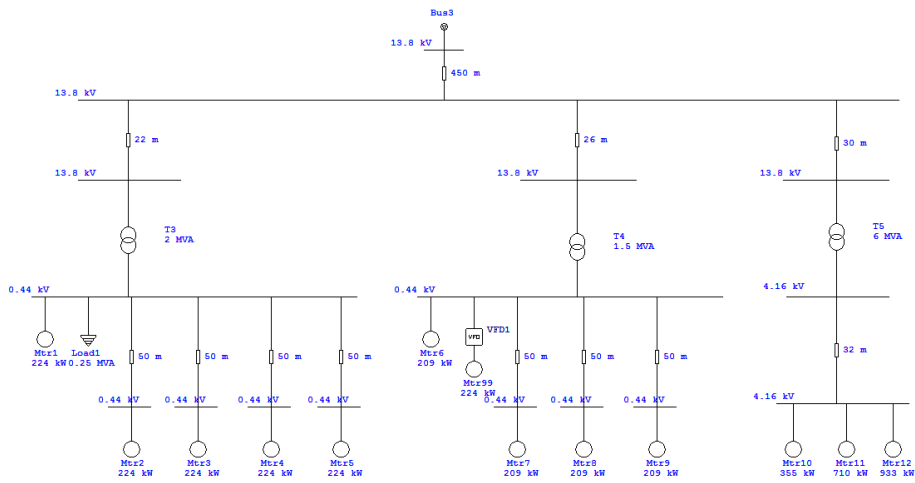 Bus3
13.8 kV
450 m
13.8 kV
22 m
26 m
30 m
13.8 kV
13.8 kV
13.8 kV
T3
2 MVA
T4
1.5 MVA
T5
6 MVA
0.44 kV
0.44 kV
4.16 kV
Mtr1
224 kW
Load1
0.25 MVA
50 m
50 m
50 m
50 m
Mtr6
209 kW
VFD
VFD1
Mtr99
224 kW
50 m
50 m
50 m
32 m
0.44 kV
0.44 kV
0.44 kV
0.44 kV
0.44 kV
0.44 kV
0.44 kV
4.16 kV
Mtr2
224 kW
Mtr3
224 kW
Mtr4
224 kW
Mtr5
224 kW
Mtr7
209 kW
Mtr8
209 kW
Mtr9
209 kW
Mtr10
355 kW
Mtr11
710 kW
Mtr12
933 kW